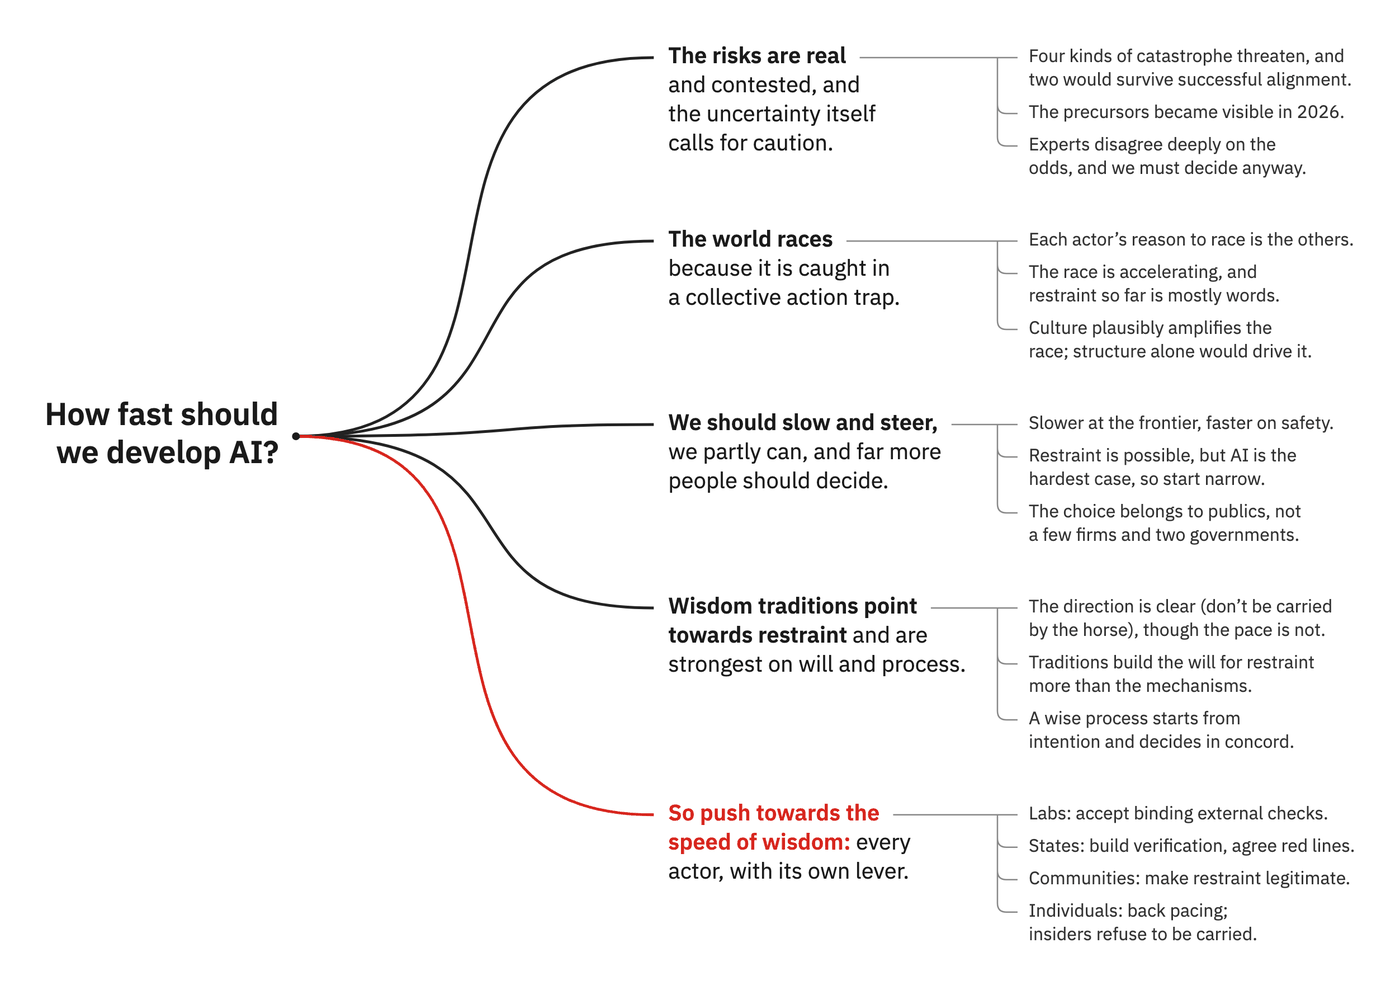 How fast should
we develop AI?
The risks are real
and contested, and
the uncertainty itself
calls for caution.
Four kinds of catastrophe threaten, and
two would survive successful alignment.
The precursors became visible in 2026.
Experts disagree deeply on the
odds, and we must decide anyway.
The world races
because it is caught in
a collective action trap.
Each actor’s reason to race is the others.
The race is accelerating, and
restraint so far is mostly words.
Culture plausibly amplifies the
race; structure alone would drive it.
We should slow and steer,
we partly can, and far more
people should decide.
Slower at the frontier, faster on safety.
Restraint is possible, but AI is the
hardest case, so start narrow.
The choice belongs to publics, not
a few firms and two governments.
Wisdom traditions point
towards restraint and are
strongest on will and process.
The direction is clear (don’t be carried
by the horse), though the pace is not.
Traditions build the will for restraint
more than the mechanisms.
A wise process starts from
intention and decides in concord.
So push towards the
speed of wisdom: every
actor, with its own lever.
Labs: accept binding external checks.
States: build verification, agree red lines.
Communities: make restraint legitimate.
Individuals: back pacing;
insiders refuse to be carried.